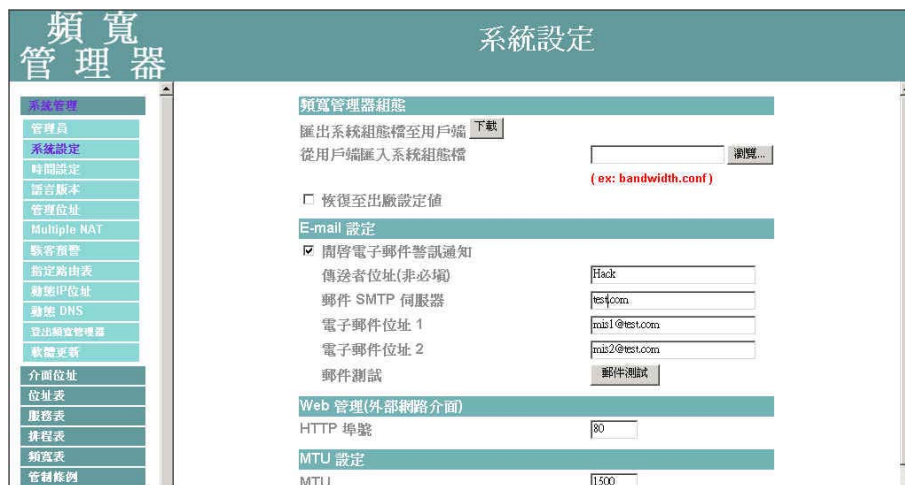 頻寬
管理器
系統設定
系統管理
管理員
系統設定
時間設定
語言版本
管理位址
Multiple NAT
駭客預警
指定路由表
動態IP位址
動態 DNS
登出頻寬管理器
軟體更新
介面位址
位址表
服務表
排程表
頻寬表
管制條例
頻寬管理器組態
匯出系統組態檔至用戶端 下載
從用戶端匯入系統組態檔 瀏覽...
( ex: bandwidth.conf )
恢復至出廠設定值
E-mail 設定
開啟電子郵件警訊通知
傳送者位址(非必填) Hack
郵件 SMTP 伺服器 test.com
電子郵件位址 1 mis1@test.com
電子郵件位址 2 mis2@test.com
郵件測試 郵件測試
Web 管理(外部網路介面)
HTTP 埠號 80
MTU 設定
MTU 1500